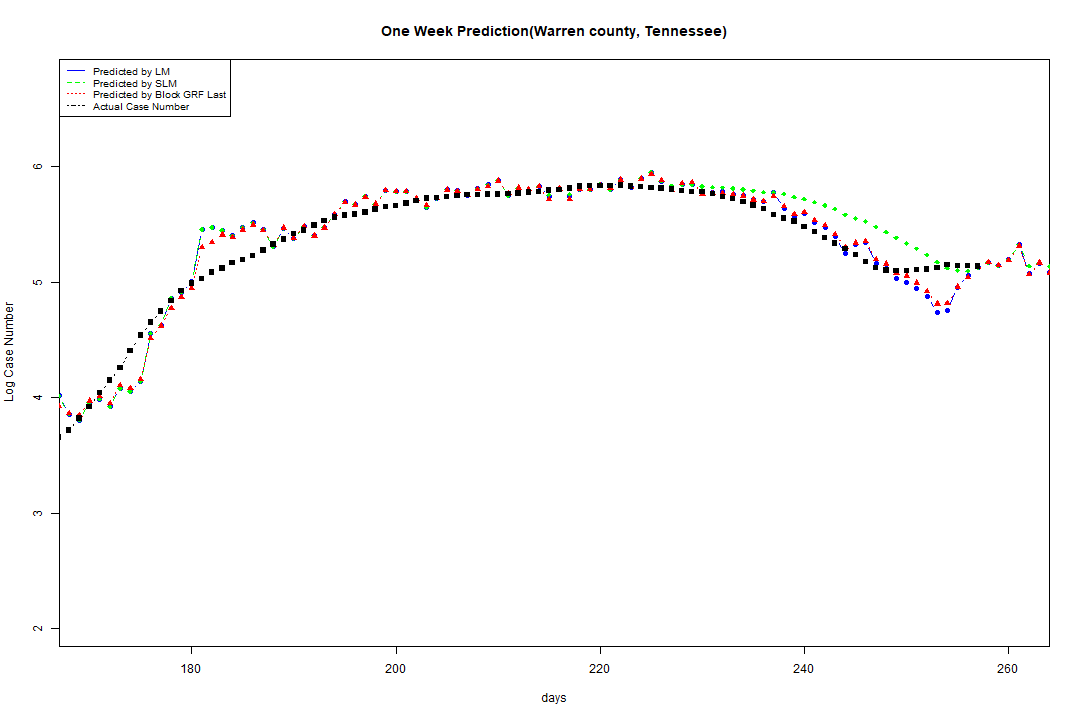 One Week Prediction(Warren county, Tennessee)
Predicted by LM
Predicted by SLM
Predicted by Block GRF Last
Actual Case Number
6
5
4
3
2
Log Case Number
180 200 220 240 260
days